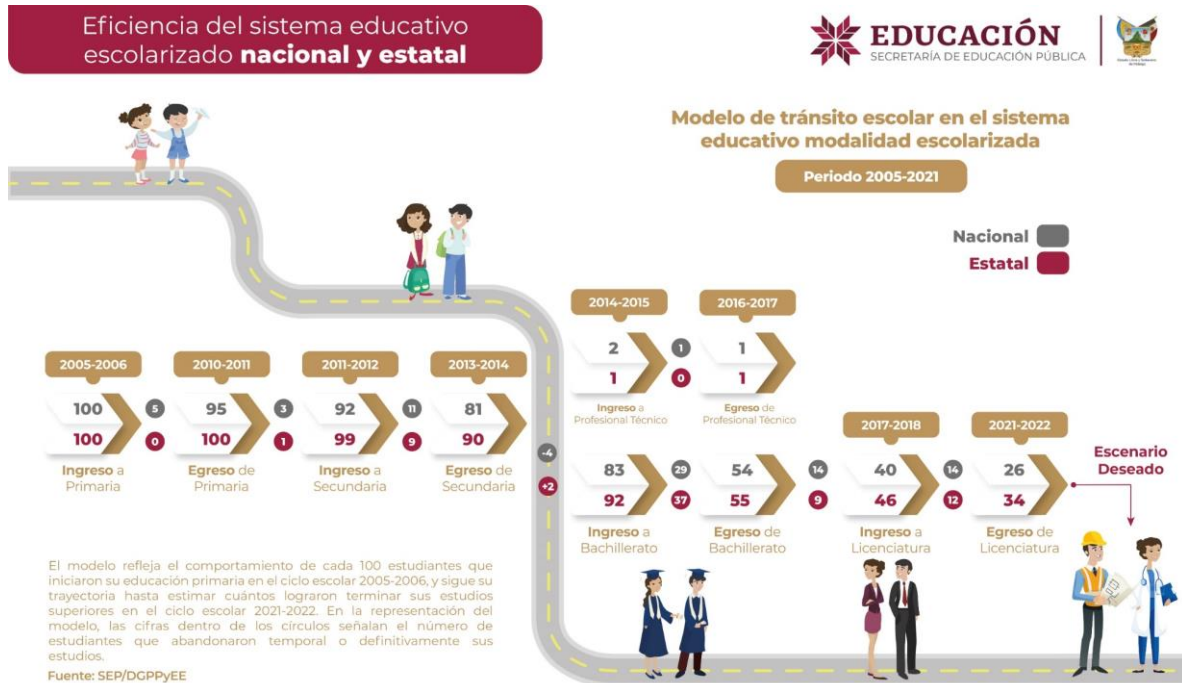 Eficiencia del sistema educativo
escolarizado nacional y estatal
EDUCACIÓN
SECRETARÍA DE EDUCACIÓN PÚBLICA
Modelo de tránsito escolar en el sistema
educativo modalidad escolarizada
Periodo 2005-2021
Nacional
Estatal
2005-2006
100
100
Ingreso a
Primaria
5
0
2010-2011
95
100
Egreso de
Primaria
3
1
2011-2012
92
99
Ingreso a
Secundaria
11
9
2013-2014
81
90
Egreso de
Secundaria
-4
+2
2014-2015
2
1
Ingreso a
Profesional Técnico
1
0
2016-2017
1
1
Egreso de
Profesional Técnico
83
92
Ingreso a
Bachillerato
29
37
54
55
Egreso de
Bachillerato
14
9
2017-2018
40
46
Ingreso a
Licenciatura
14
12
2021-2022
26
34
Egreso de
Licenciatura
Escenario
Deseado
El modelo refleja el comportamiento de cada 100 estudiantes que
iniciaron su educación primaria en el ciclo escolar 2005-2006, y sigue su
trayectoria hasta estimar cuántos lograron terminar sus estudios
superiores en el ciclo escolar 2021-2022. En la representación del
modelo, las cifras dentro de los círculos señalan el número de
estudiantes que abandonaron temporal o definitivamente sus
estudios.
Fuente: SEP/DGPPyEE